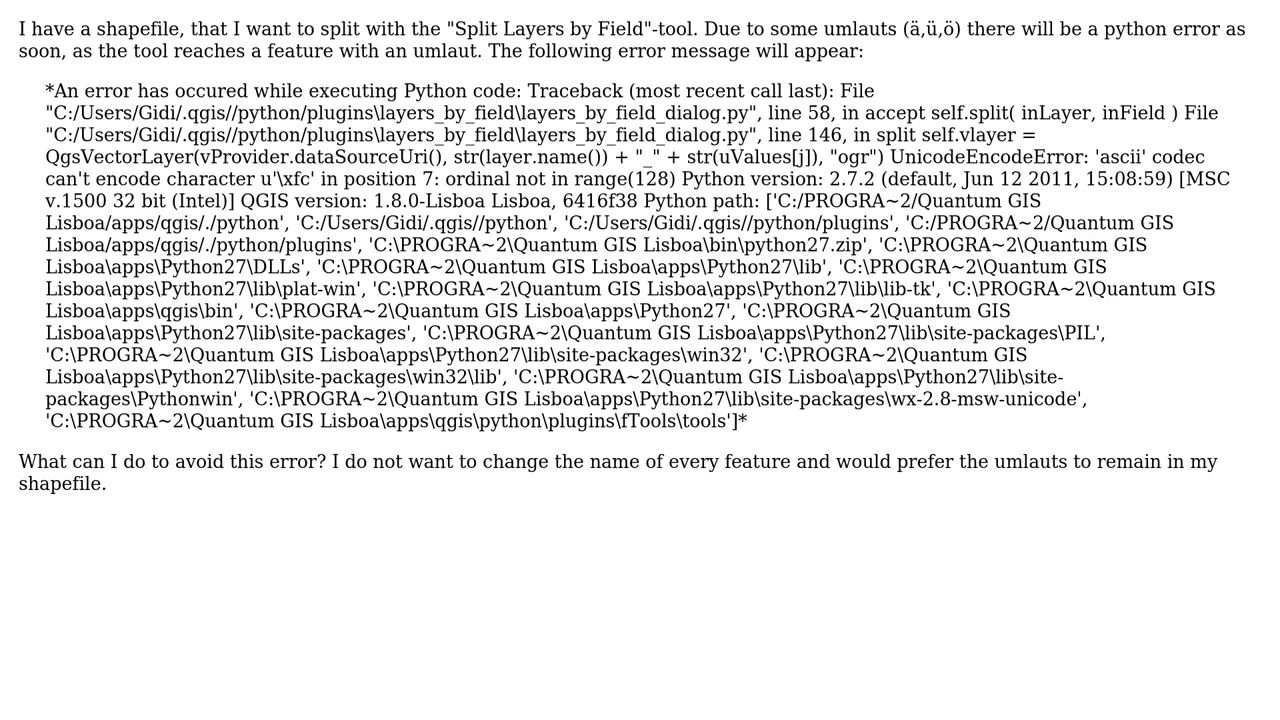 I have a shapefile, that I want to split with the "Split Layers by Field"-tool. Due to some umlauts (ä,ü,ö) there will be a python error as
soon, as the tool reaches a feature with an umlaut. The following error message will appear:
*An error has occured while executing Python code: Traceback (most recent call last): File
"C:/Users/Gidi/.qgis//python/plugins\layers_by_field\layers_by_field_dialog.py", line 58, in accept self.split( inLayer, inField ) File
"C:/Users/Gidi/.qgis//python/plugins\layers_by_field\layers_by_field_dialog.py", line 146, in split self.vlayer =
QgsVectorLayer(vProvider.dataSourceUri(), str(layer.name()) + "_" + str(uValues[j]), "ogr") UnicodeEncodeError: 'ascii' codec
can't encode character u'\xfc' in position 7: ordinal not in range(128) Python version: 2.7.2 (default, Jun 12 2011, 15:08:59) [MSC
v.1500 32 bit (Intel)] QGIS version: 1.8.0-Lisboa Lisboa, 6416f38 Python path: ['C:/PROGRA~2/Quantum GIS
Lisboa/apps/qgis/./python', 'C:/Users/Gidi/.qgis//python', 'C:/Users/Gidi/.qgis//python/plugins', 'C:/PROGRA~2/Quantum GIS
Lisboa/apps/qgis/./python/plugins', 'C:\PROGRA~2\Quantum GIS Lisboa\bin\python27.zip', 'C:\PROGRA~2\Quantum GIS
Lisboa\apps\Python27\DLLs', 'C:\PROGRA~2\Quantum GIS Lisboa\apps\Python27\lib', 'C:\PROGRA~2\Quantum GIS
Lisboa\apps\Python27\lib\plat-win', 'C:\PROGRA~2\Quantum GIS Lisboa\apps\Python27\lib\lib-tk', 'C:\PROGRA~2\Quantum GIS
Lisboa\apps\qgis\bin', 'C:\PROGRA~2\Quantum GIS Lisboa\apps\Python27', 'C:\PROGRA~2\Quantum GIS
Lisboa\apps\Python27\lib\site-packages', 'C:\PROGRA~2\Quantum GIS Lisboa\apps\Python27\lib\site-packages\PIL',
'C:\PROGRA~2\Quantum GIS Lisboa\apps\Python27\lib\site-packages\win32', 'C:\PROGRA~2\Quantum GIS
Lisboa\apps\Python27\lib\site-packages\win32\lib', 'C:\PROGRA~2\Quantum GIS Lisboa\apps\Python27\lib\site-
packages\Pythonwin', 'C:\PROGRA~2\Quantum GIS Lisboa\apps\Python27\lib\site-packages\wx-2.8-msw-unicode',
'C:\PROGRA~2\Quantum GIS Lisboa\apps\qgis\python\plugins\fTools\tools']*
What can I do to avoid this error? I do not want to change the name of every feature and would prefer the umlauts to remain in my
shapefile.